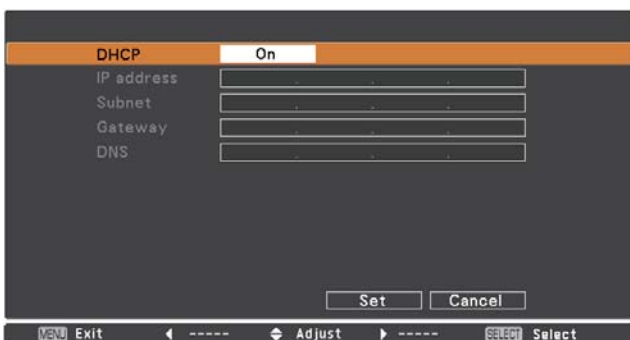 DHCP On
IP address . . .
Subnet . . .
Gateway . . .
DNS . . .
Set Cancel
MENU Exit ◀ ----- ◆ Adjust ▶ ----- SELECT Select